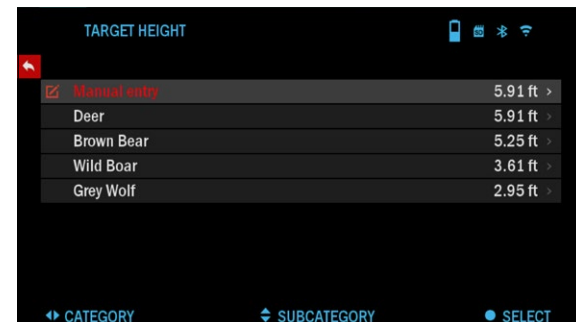 TARGET HEIGHT
Manual entry 5.91 ft >
Deer 5.91 ft >
Brown Bear 5.25 ft >
Wild Boar 3.61 ft >
Grey Wolf 2.95 ft >
CATEGORY SUBCATEGORY SELECT